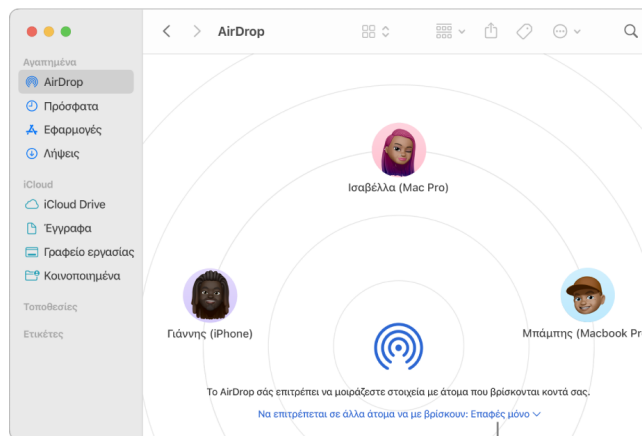 AirDrop
Αγαπημένα
AirDrop
Πρόσφατα
Εφαρμογές
Λήψεις
iCloud
iCloud Drive
Έγγραφα
Γραφείο εργασίας
Κοινοποιημένα
Τοποθεσίες
Ετικέτες
Ισαβέλλα (Mac Pro)
Γιάννης (iPhone)
Μπάμπης (Macbook Pr
Το AirDrop σάς επιτρέπει να μοιράζεστε στοιχεία με άτομα που βρίσκονται κοντά σας.
Να επιτρέπεται σε άλλα άτομα να με βρίσκουν: Επαφές μόνο